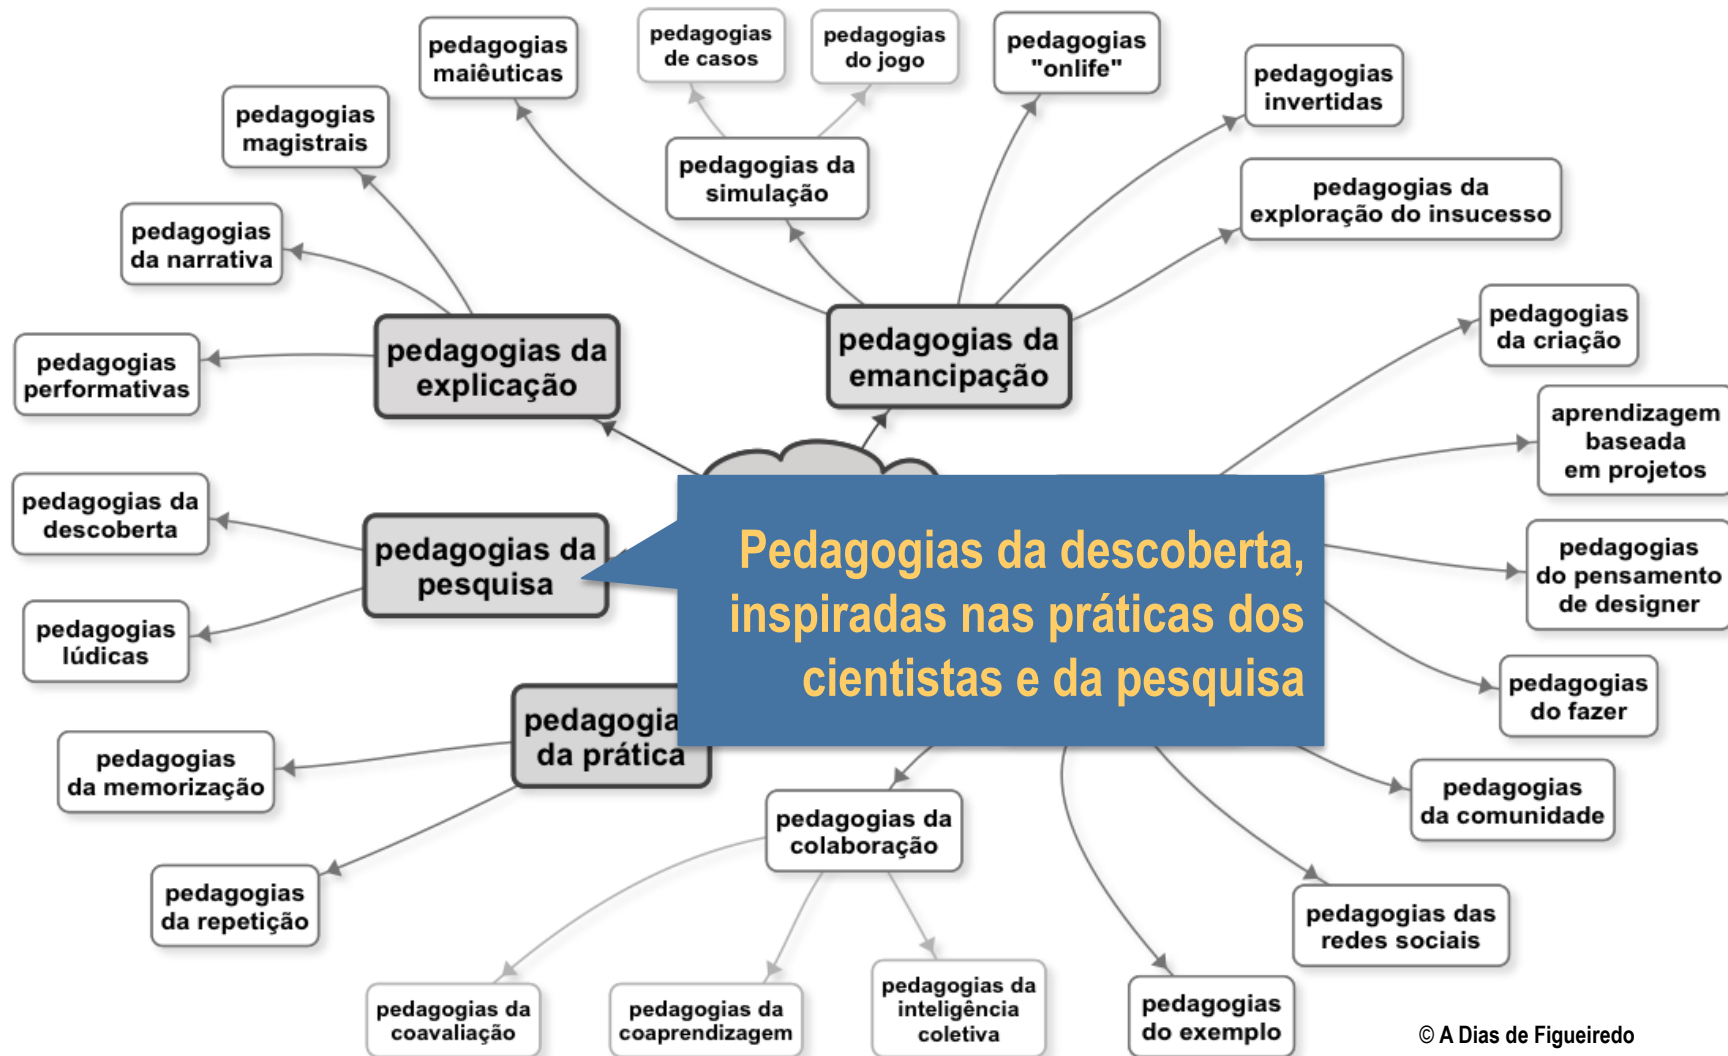 pedagogias
maiêuticas
pedagogias
de casos
pedagogias
do jogo
pedagogias
"onlife"
pedagogias
invertidas
pedagogias
magistrais
pedagogias da
simulação
pedagogias da
exploração do insucesso
pedagogias
da narrativa
pedagogias
performativas
pedagogias da
explicação
pedagogias da
emancipação
pedagogias
da criação
aprendizagem
baseada
em projetos
pedagogias da
descoberta
pedagogias da
pesquisa
Pedagogias da descoberta,
inspiradas nas práticas dos
cientistas e da pesquisa
pedagogias
do pensamento
de designer
pedagogias
lúdicas
pedagogias
do fazer
pedagogia
da prática
pedagogias
da memorização
pedagogias
da comunidade
pedagogias da
colaboração
pedagogias
da repetição
pedagogias das
redes sociais
pedagogias da
coavaliação
pedagogias da
coaprendizagem
pedagogias da
inteligência
coletiva
pedagogias
do exemplo
© A Dias de Figueiredo